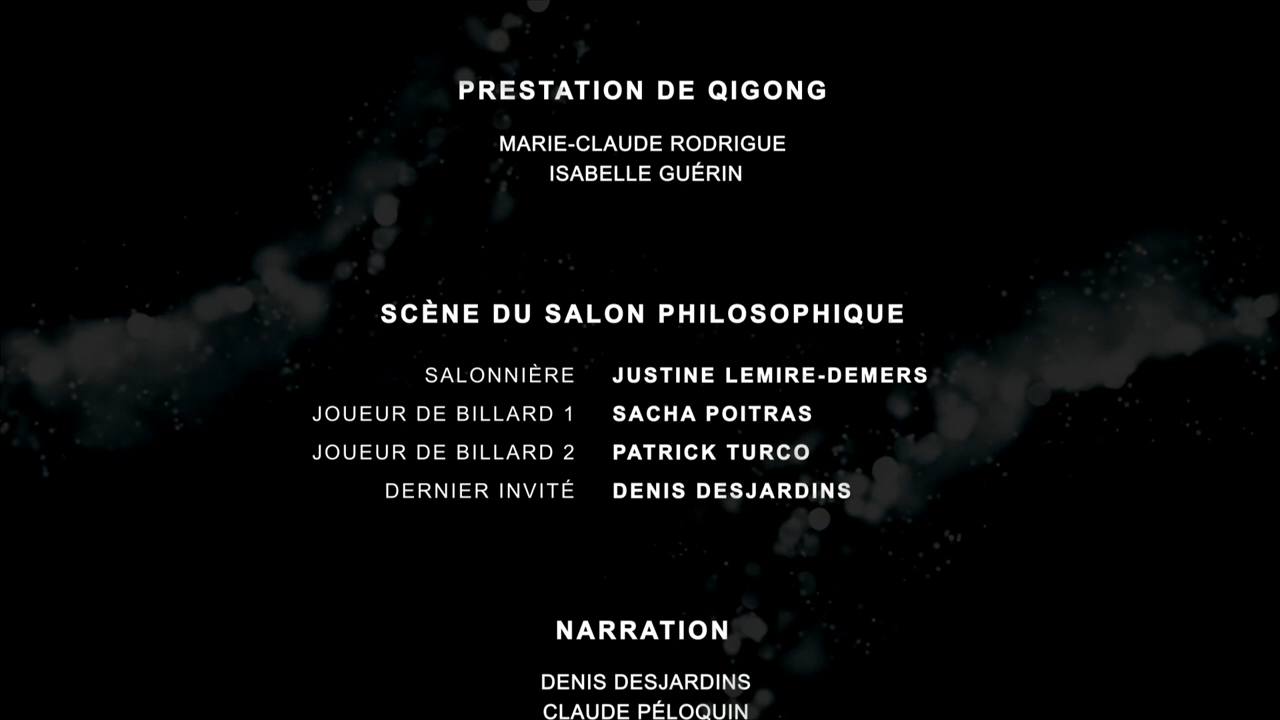 PRESTATION DE QIGONG
MARIE-CLAUDE RODRIGUE
ISABELLE GUÉRIN
SCÈNE DU SALON PHILOSOPHIQUE
SALONNIÈRE JUSTINE LEMIRE-DEMERS
JOUEUR DE BILLARD 1 SACHA POITRAS
JOUEUR DE BILLARD 2 PATRICK TURCO
DERNIER INVITÉ DENIS DESJARDINS
NARRATION
DENIS DESJARDINS
CLAUDE PÉLOQUIN